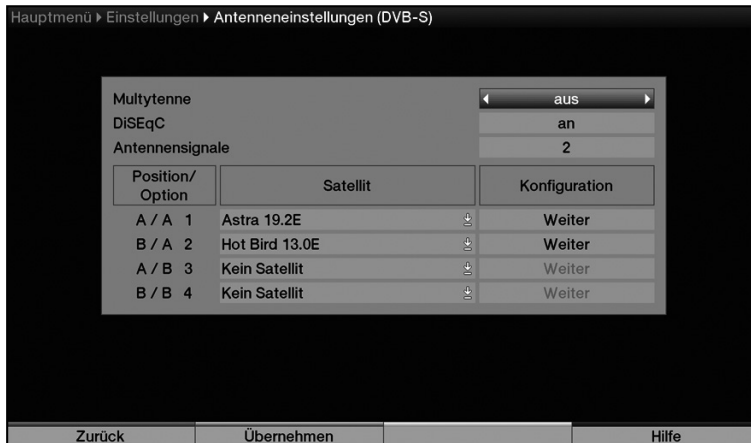 Hauptmenü ▸ Einstellungen ▸ Antenneneinstellungen (DVB-S)
Multytenne aus
DiSEqC an
Antennensignale 2
Position/ Option Satellit Konfiguration
A / A 1 Astra 19.2E Weiter
B / A 2 Hot Bird 13.0E Weiter
A / B 3 Kein Satellit Weiter
B / B 4 Kein Satellit Weiter
Zurück Übernehmen Hilfe